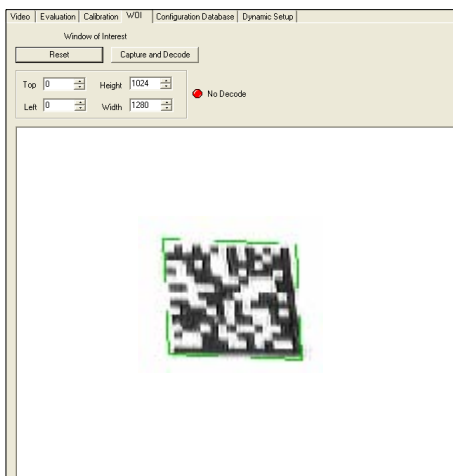 Video Evaluation Calibration WOI Configuration Database Dynamic Setup
Window of Interest
Reset Capture and Decode
Top 0 Height 1024
Left 0 Width 1280
No Decode